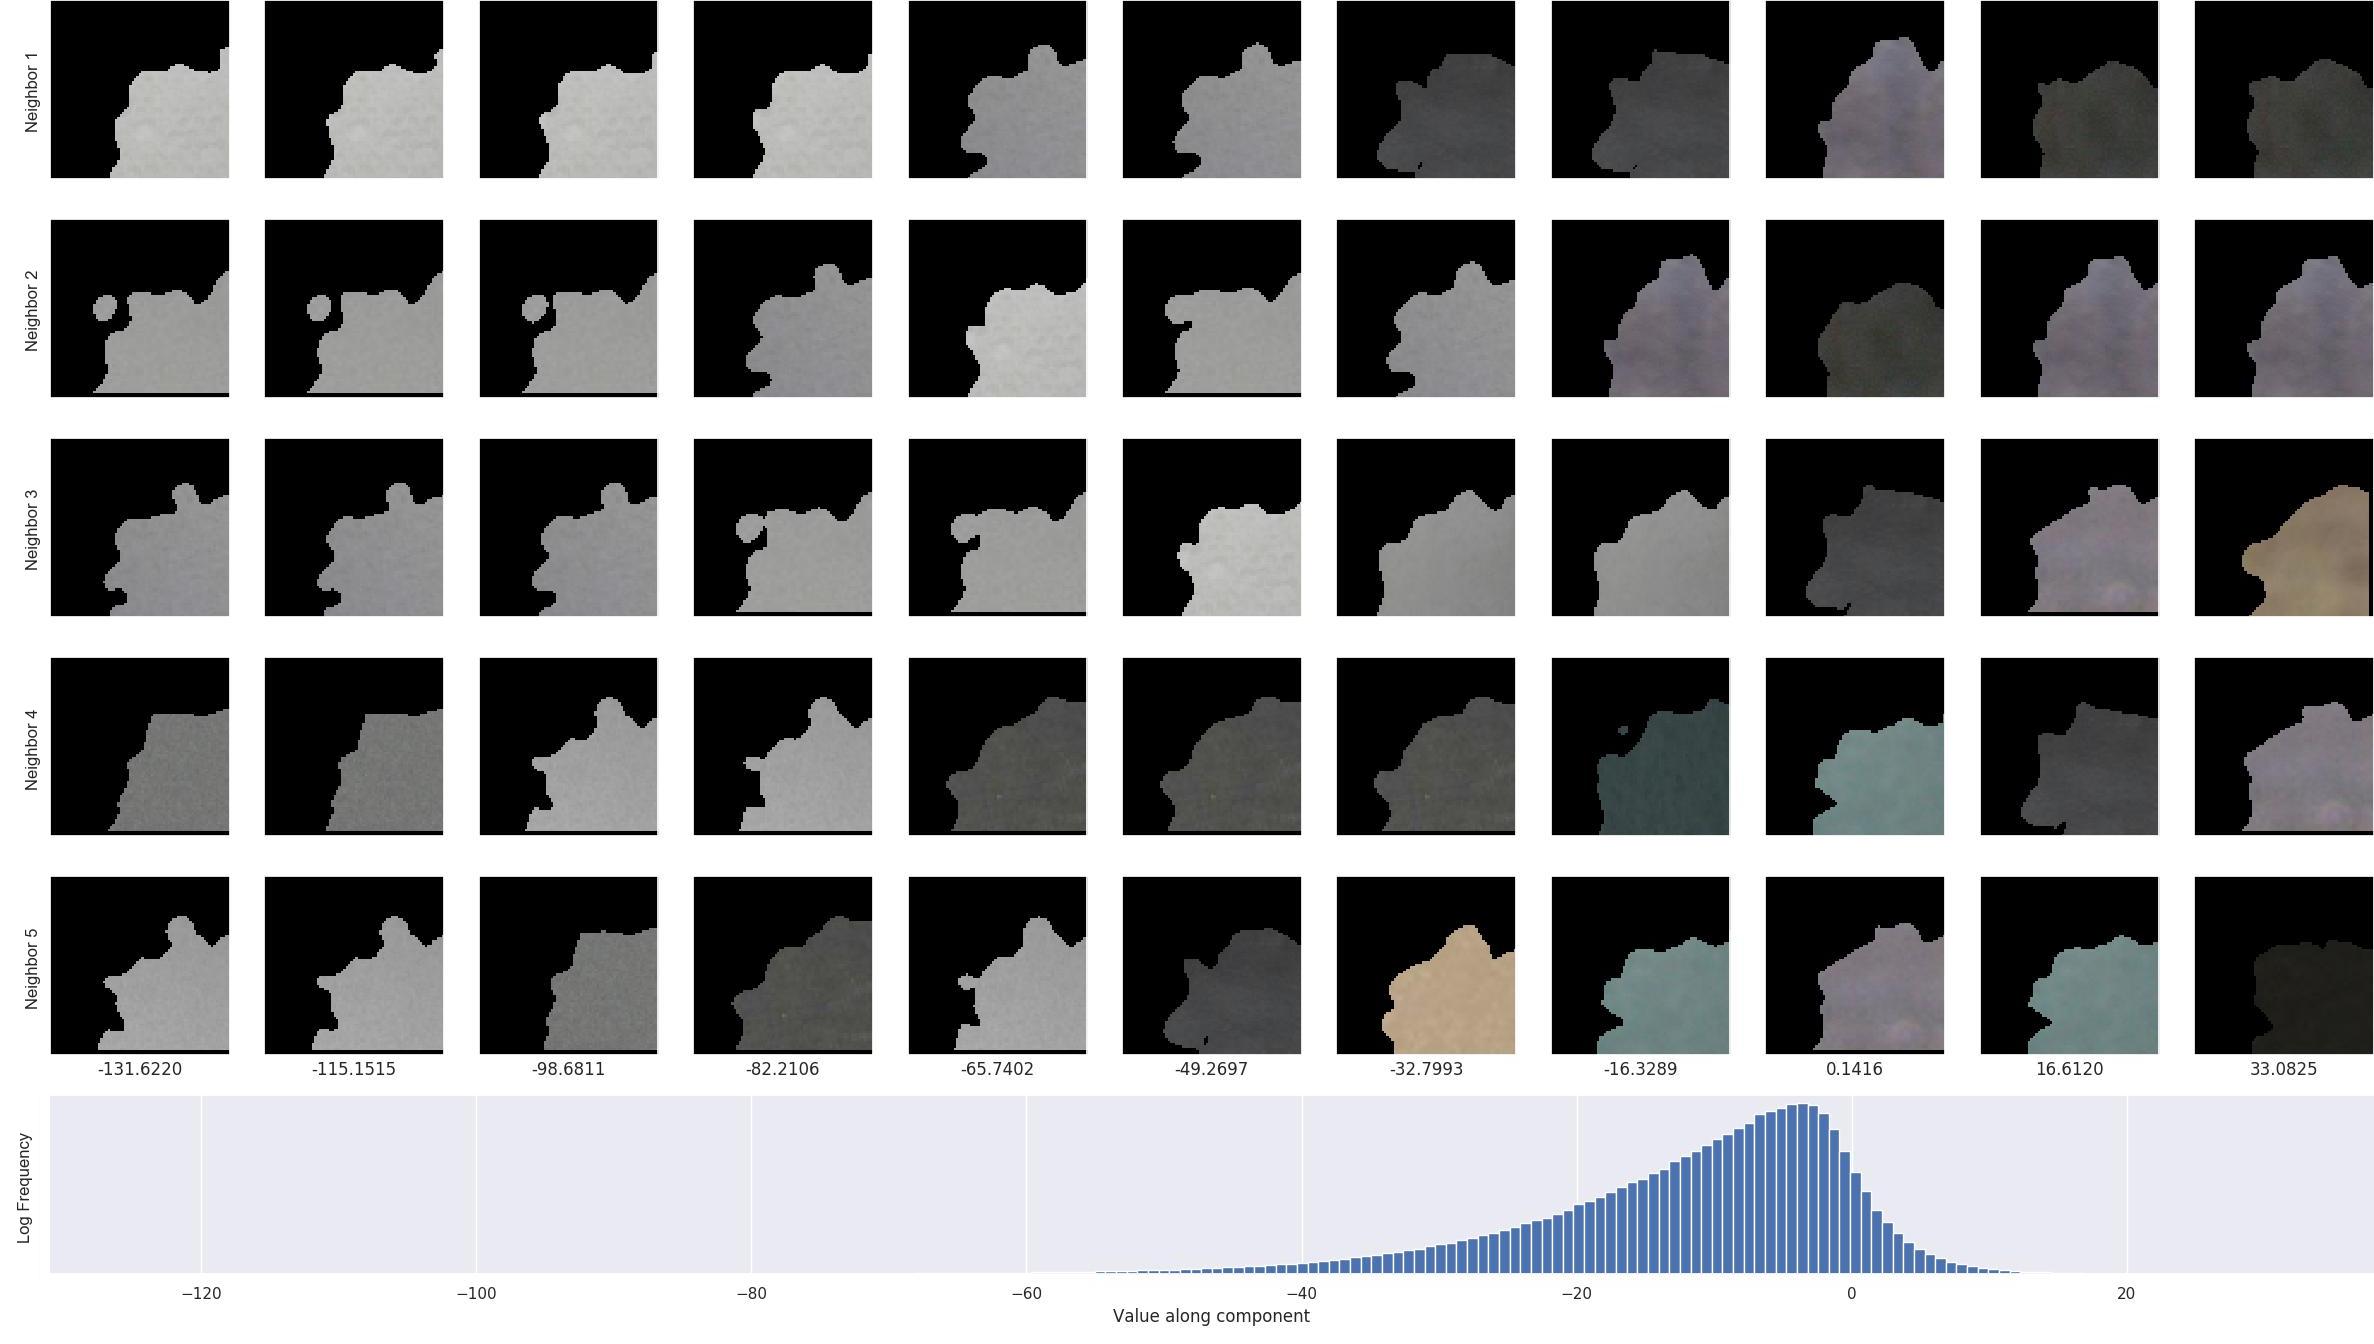 Neighbor 1
Neighbor 2
Neighbor 3
Neighbor 4
Neighbor 5
-131.6220 -115.1515 -98.6811 -82.2106 -65.7402 -49.2697 -32.7993 -16.3289 0.1416 16.6120 33.0825
Log Frequency
−120 −100 −80 −60 −40 −20 0 20
Value along component